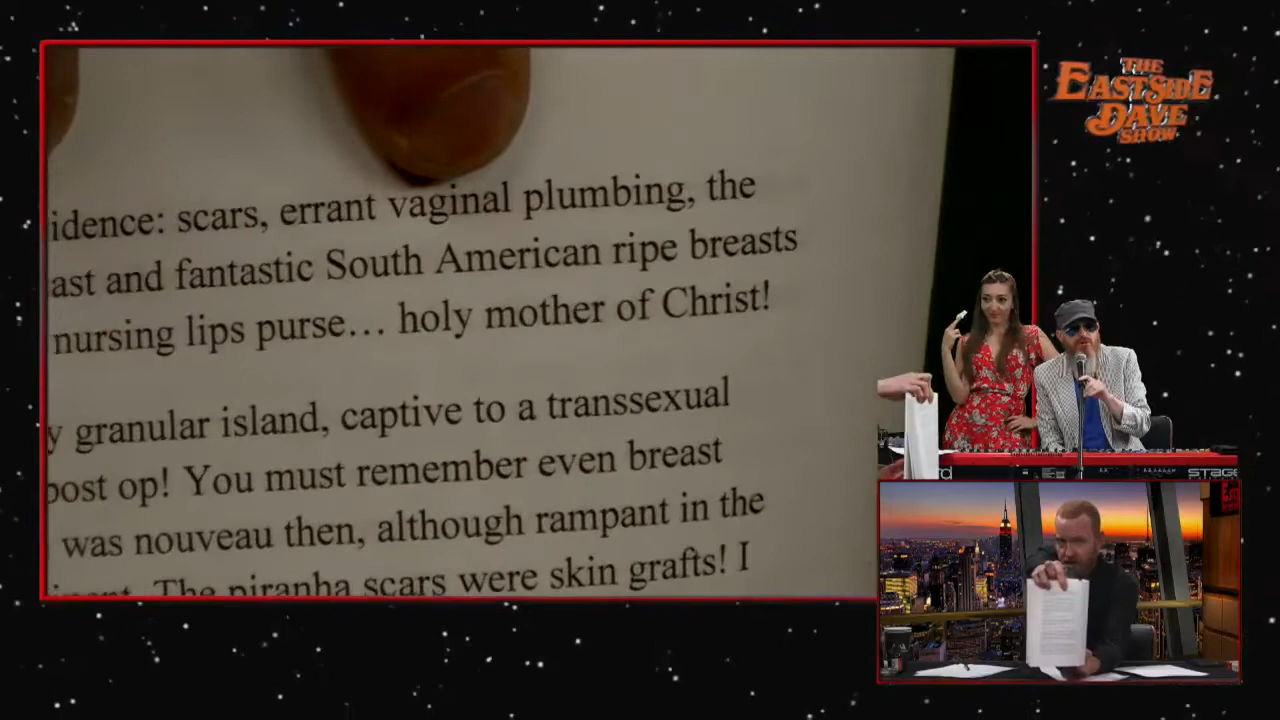 idence: scars, errant vaginal plumbing, the
ast and fantastic South American ripe breasts
nursing lips purse… holy mother of Christ!
y granular island, captive to a transsexual
post op! You must remember even breast
was nouveau then, although rampant in the
The piranha scars were skin grafts! I
THE
EASTSIDE
DAVE
SHOW
STAGE